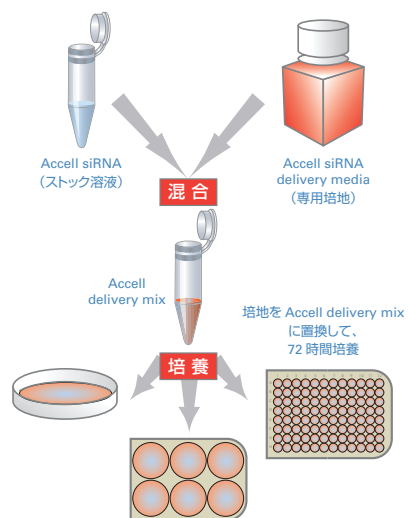 Accell siRNA
（ストック溶液）
Accell siRNA
delivery media
（専用培地）
混合
Accell
delivery mix
培地を Accell delivery mix
に置換して、
72 時間培養
培養